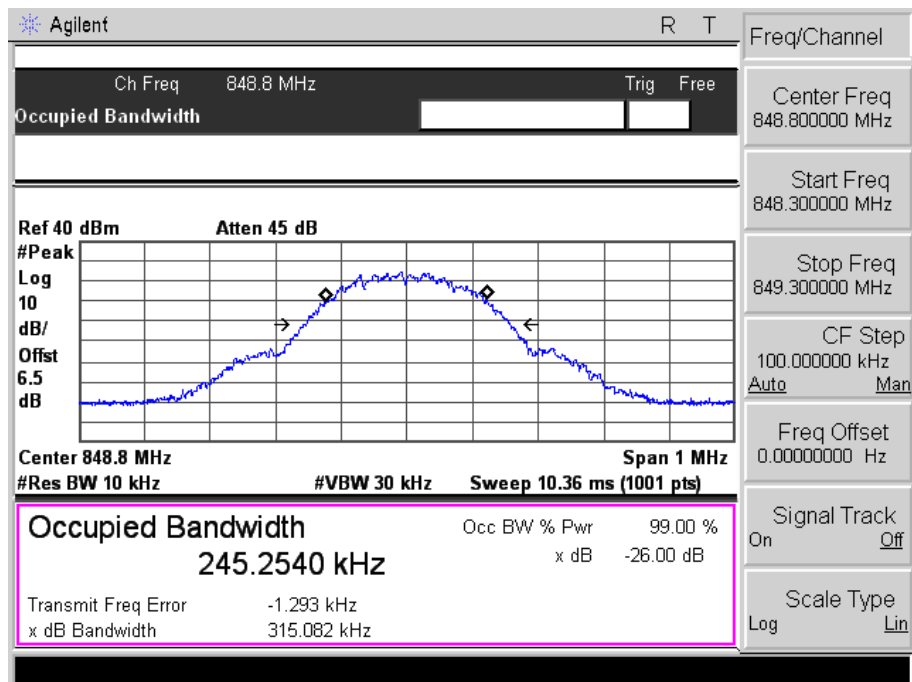 Agilent R T
Ch Freq 848.8 MHz Trig Free
Occupied Bandwidth
Ref 40 dBm Atten 45 dB
#Peak
Log
10
dB/
Offst
6.5
dB
Center 848.8 MHz Span 1 MHz
#Res BW 10 kHz #VBW 30 kHz Sweep 10.36 ms (1001 pts)
Occupied Bandwidth Occ BW % Pwr 99.00 %
245.2540 kHz x dB -26.00 dB
Transmit Freq Error -1.293 kHz
x dB Bandwidth 315.082 kHz
Freq/Channel
Center Freq
848.800000 MHz
Start Freq
848.300000 MHz
Stop Freq
849.300000 MHz
CF Step
100.000000 kHz
Auto Man
Freq Offset
0.00000000 Hz
Signal Track
On Off
Scale Type
Log Lin